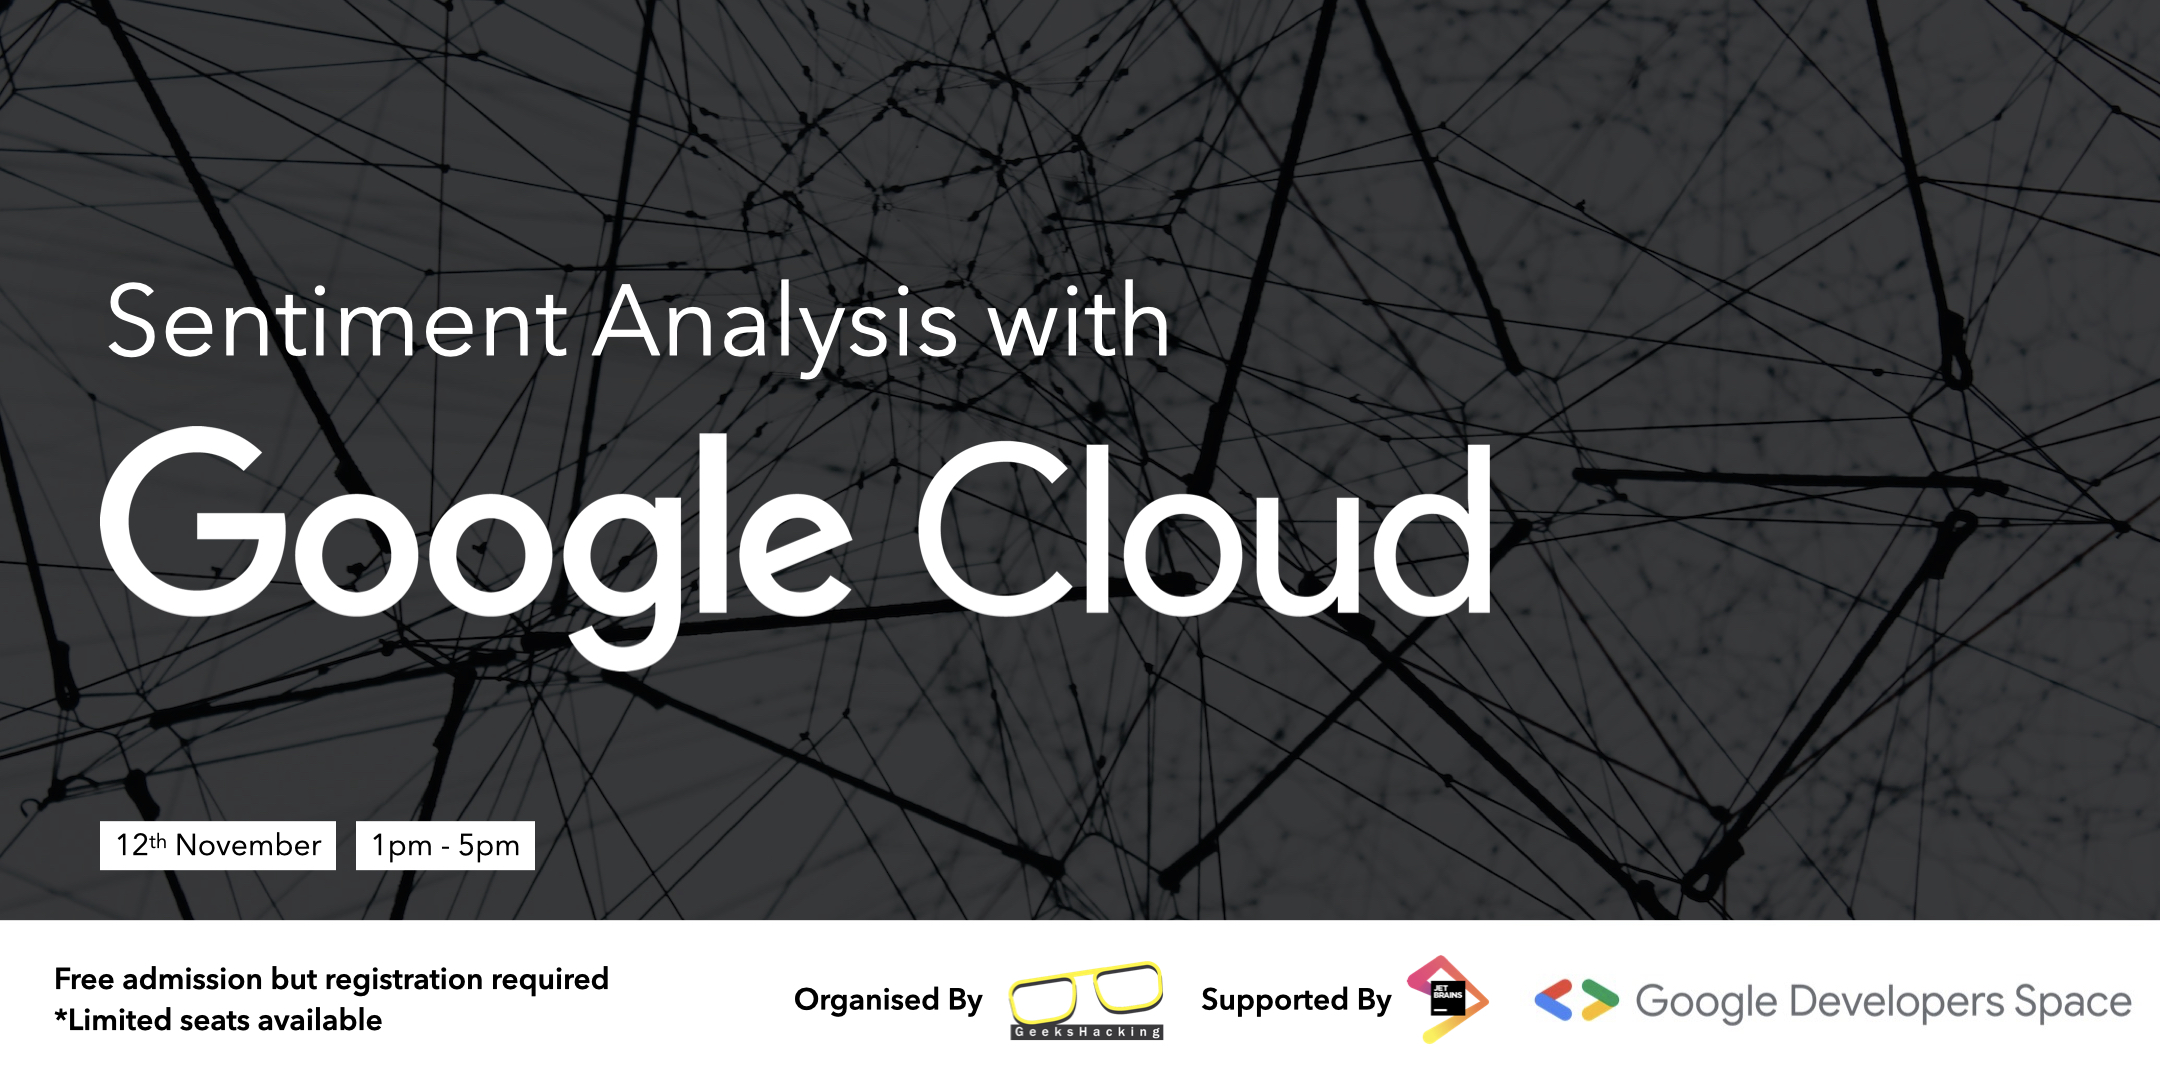 Sentiment Analysis with
Google Cloud
12th November
1pm - 5pm
Free admission but registration required
*Limited seats available
Organised By
GeeksHacking
Supported By
JET
BRAINS
Google Developers Space